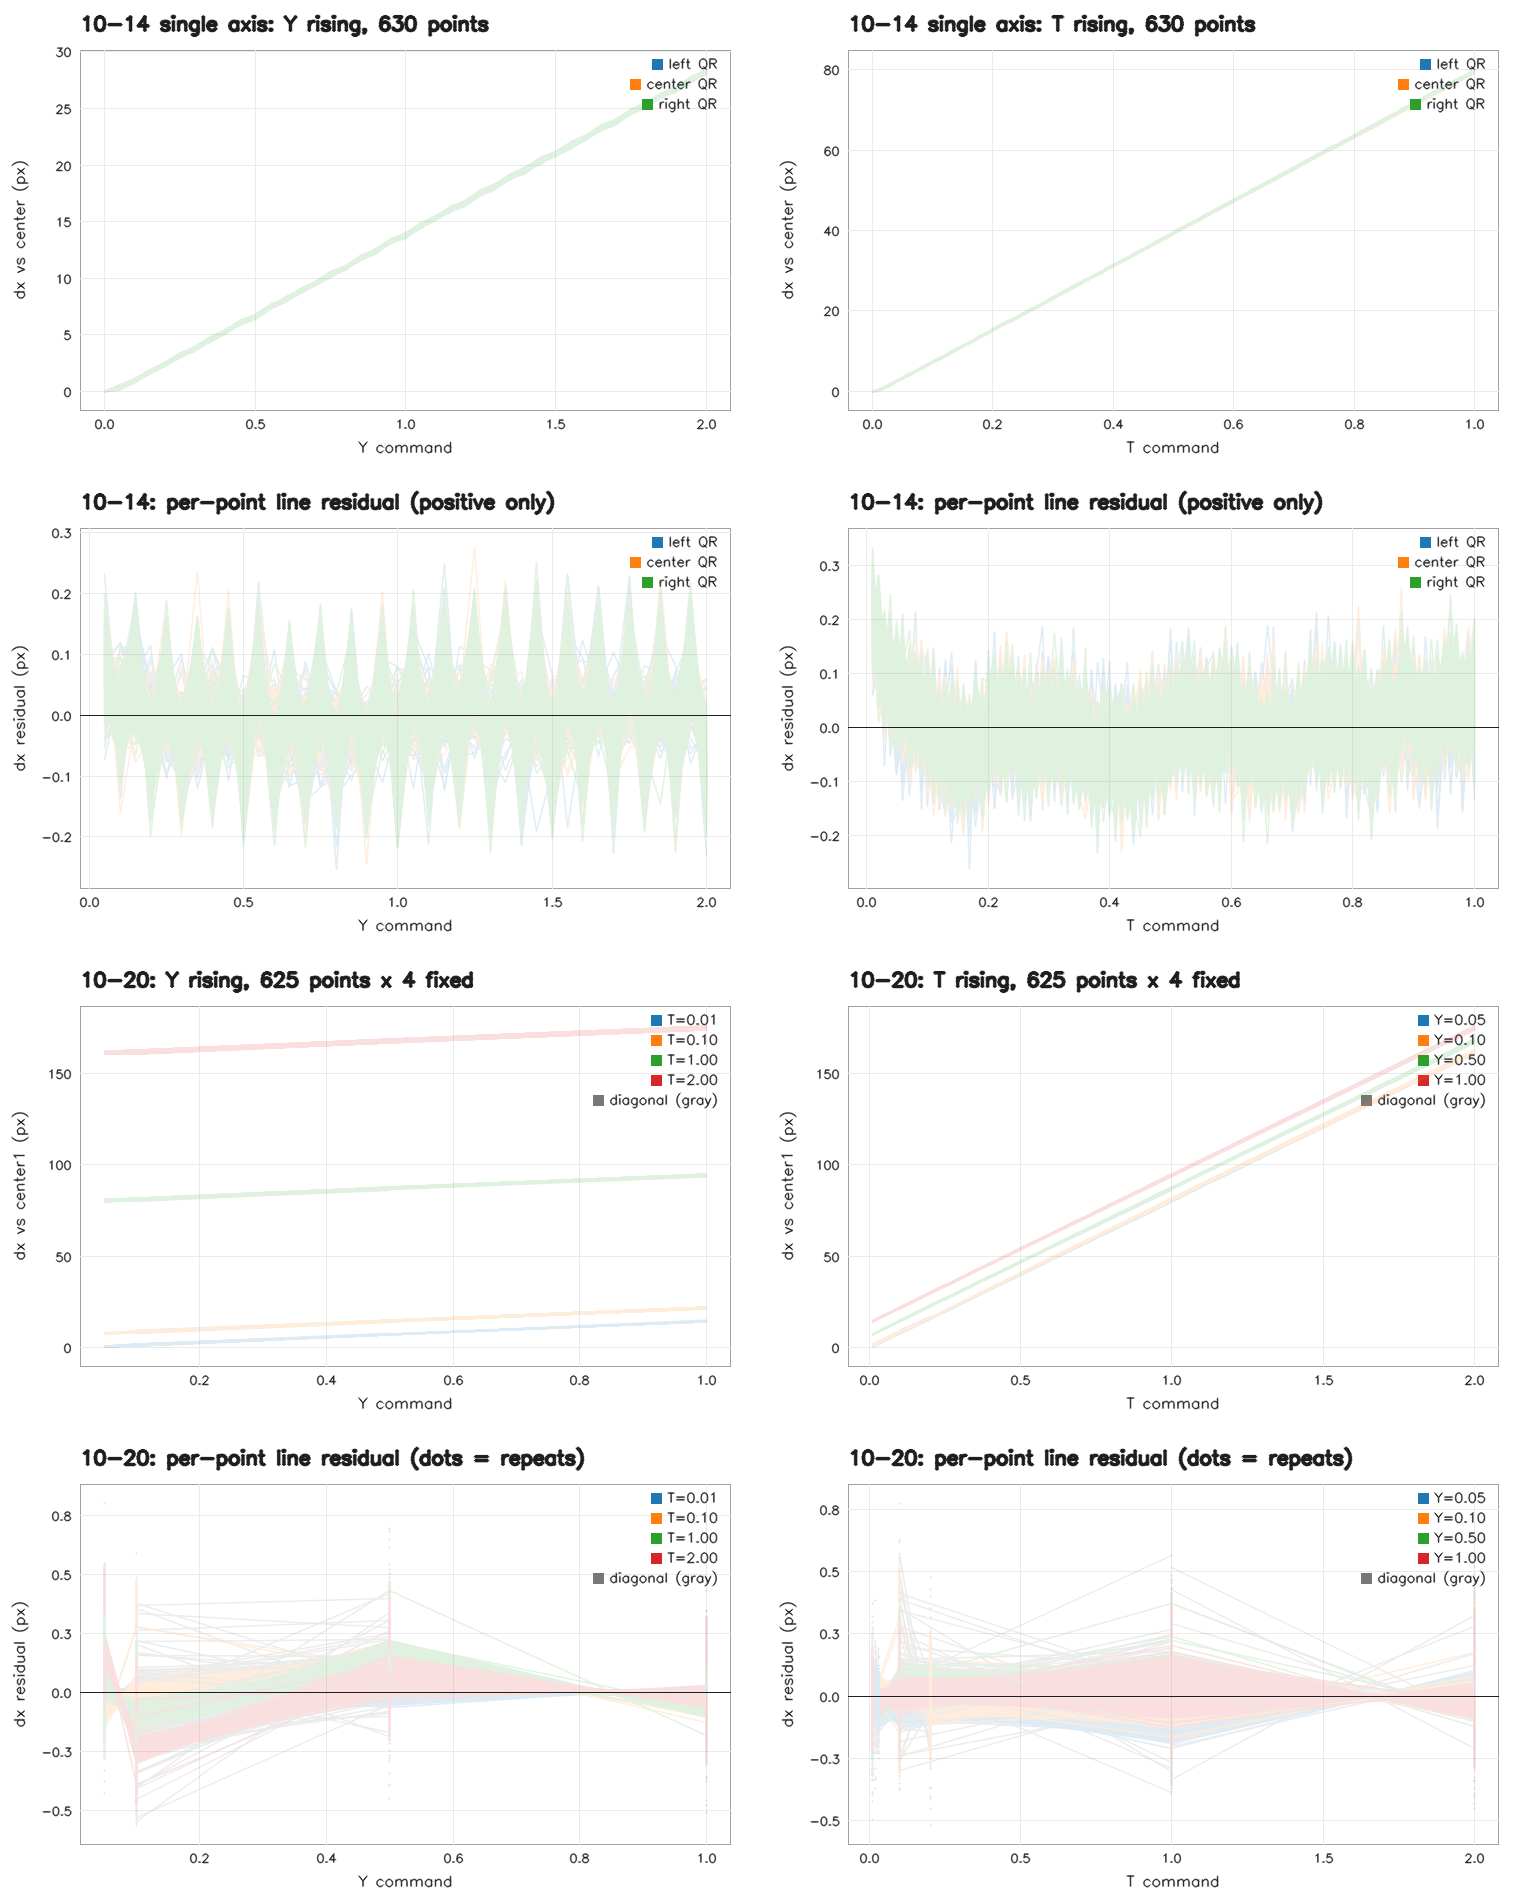 10-14 single axis: Y rising, 630 points
left QR
center QR
right QR
dx vs center (px)
30
25
20
15
10
5
0
0.0 0.5 1.0 1.5 2.0
Y command
10-14 single axis: T rising, 630 points
left QR
center QR
right QR
dx vs center (px)
80
60
40
20
0
0.0 0.2 0.4 0.6 0.8 1.0
T command
10-14: per-point line residual (positive only)
left QR
center QR
right QR
dx residual (px)
0.3
0.2
0.1
0.0
-0.1
-0.2
0.0 0.5 1.0 1.5 2.0
Y command
10-14: per-point line residual (positive only)
left QR
center QR
right QR
dx residual (px)
0.3
0.2
0.1
0.0
-0.1
-0.2
0.0 0.2 0.4 0.6 0.8 1.0
T command
10-20: Y rising, 625 points x 4 fixed
T=0.01
T=0.10
T=1.00
T=2.00
diagonal (gray)
dx vs center1 (px)
150
100
50
0
0.2 0.4 0.6 0.8 1.0
Y command
10-20: T rising, 625 points x 4 fixed
Y=0.05
Y=0.10
Y=0.50
Y=1.00
diagonal (gray)
dx vs center1 (px)
150
100
50
0
0.0 0.5 1.0 1.5 2.0
T command
10-20: per-point line residual (dots = repeats)
T=0.01
T=0.10
T=1.00
T=2.00
diagonal (gray)
dx residual (px)
0.8
0.5
0.3
0.0
-0.3
-0.5
0.2 0.4 0.6 0.8 1.0
Y command
10-20: per-point line residual (dots = repeats)
Y=0.05
Y=0.10
Y=0.50
Y=1.00
diagonal (gray)
dx residual (px)
0.8
0.5
0.3
0.0
-0.3
-0.5
0.0 0.5 1.0 1.5 2.0
T command